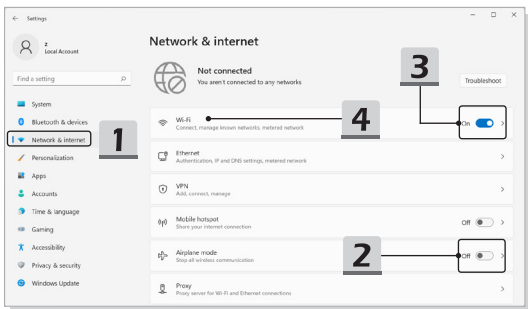 Settings
z
Local Account
Find a setting
System
Bluetooth & devices
Network & internet
Personalization
Apps
Accounts
Time & language
Gaming
Accessibility
Privacy & security
Windows Update
1
Network & internet
Not connected
You aren't connected to any networks
Troubleshoot
3
Wi-Fi
Connect, manage known networks, metered network
4
On
Ethernet
Authentication, IP and DNS settings, metered network
VPN
Add, connect, manage
Mobile hotspot
Share your internet connection
Off
Airplane mode
Stop all wireless communication
2
Off
Proxy
Proxy server for Wi-Fi and Ethernet connections